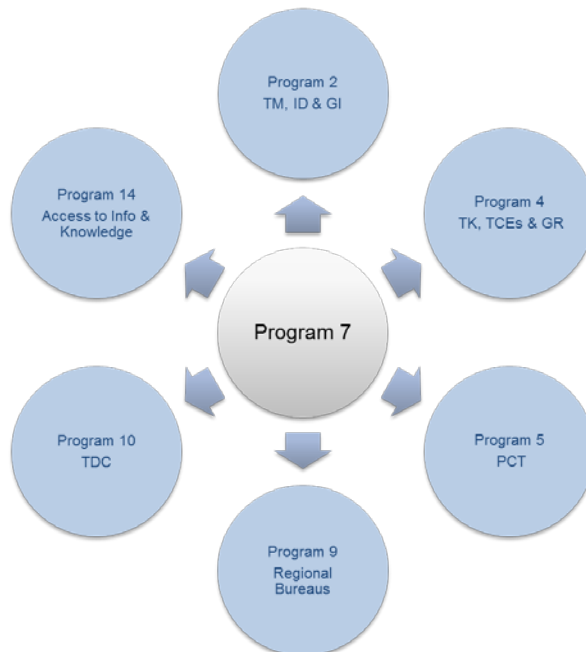 Program 2
TM, ID & GI
Program 14
Access to Info &
Knowledge
Program 4
TK, TCEs & GR
Program 7
Program 10
TDC
Program 5
PCT
Program 9
Regional
Bureaus